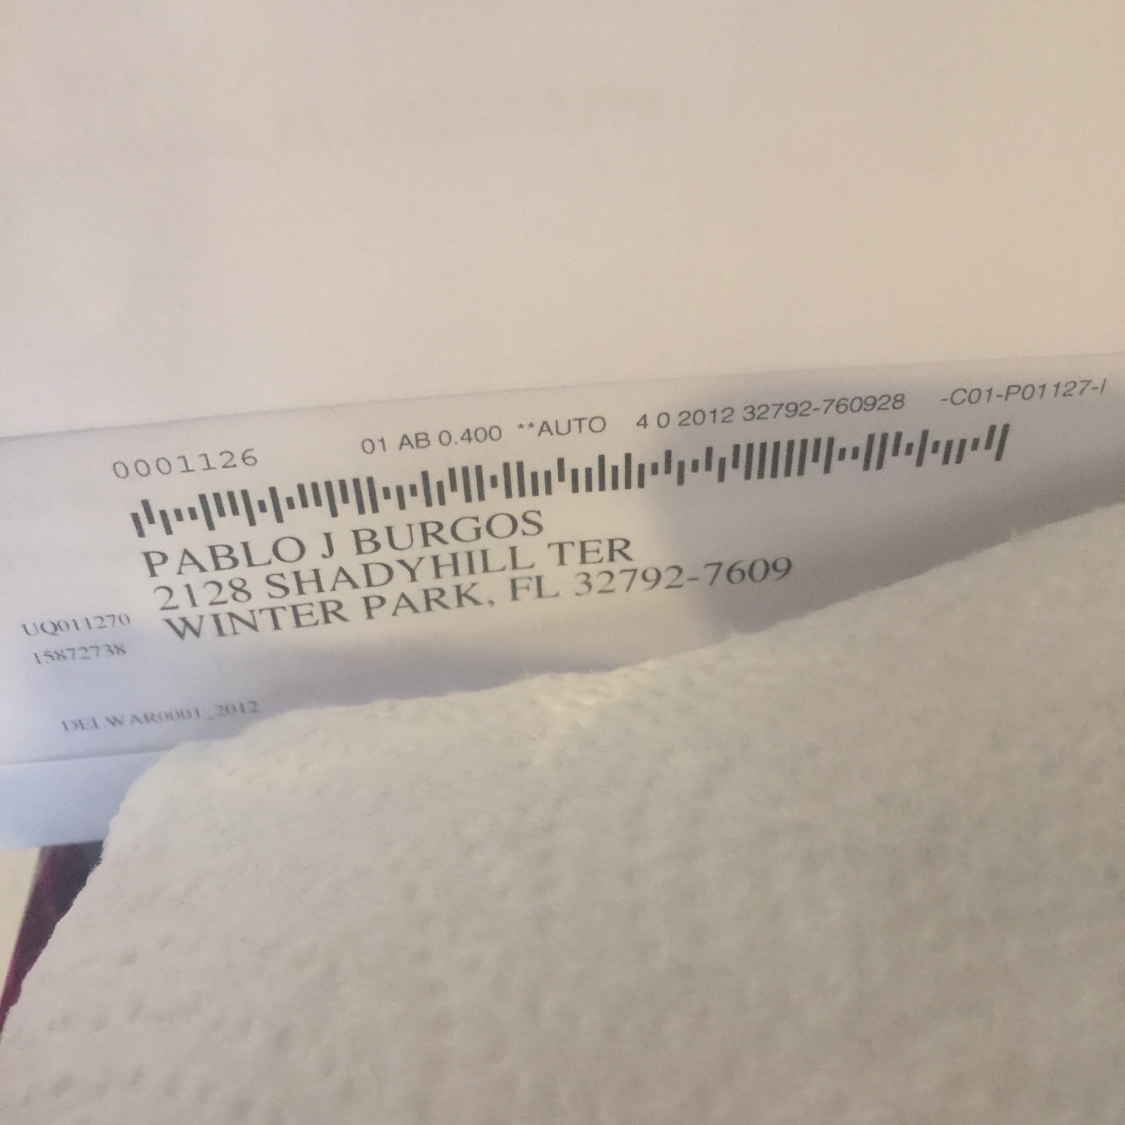 0001126 01 AB 0.400 **AUTO 4 0 2012 32792-760928 -C01-P01127-I
PABLO J BURGOS
2128 SHADYHILL TER
WINTER PARK, FL 32792-7609
UQ011270
15872738
DELWAR0001_2012